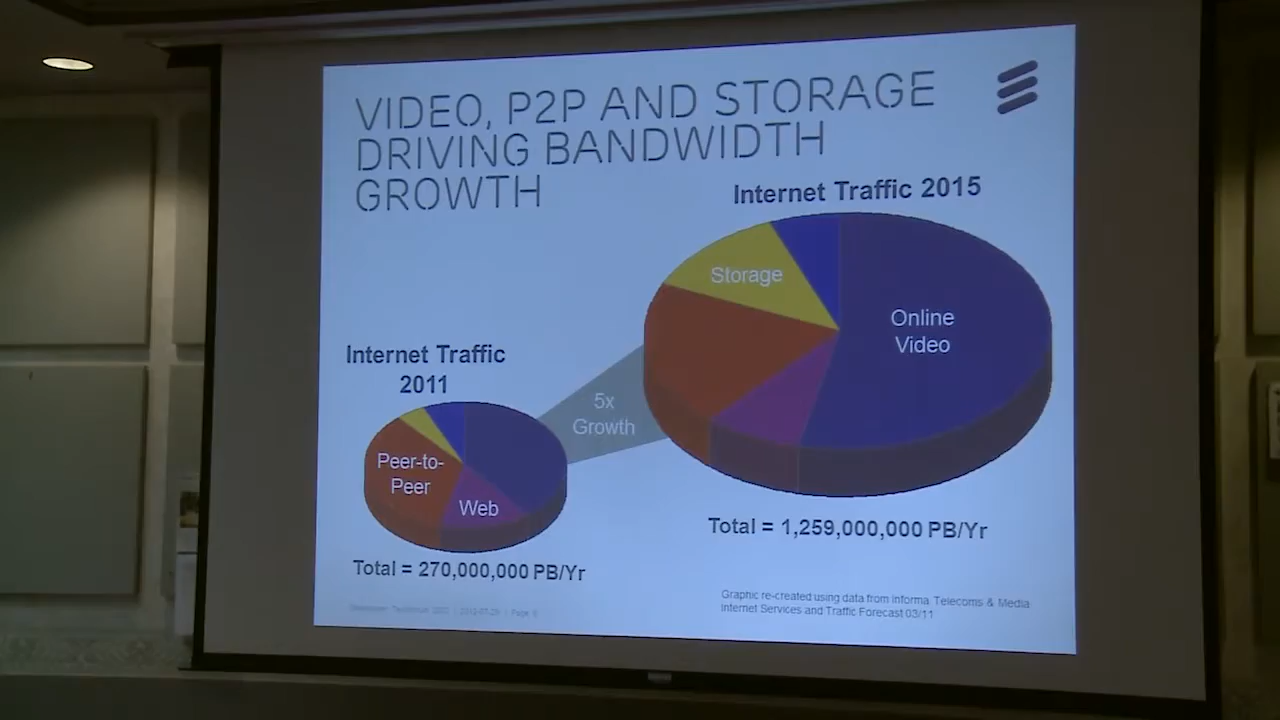 VIDEO, P2P AND STORAGE
DRIVING BANDWIDTH
GROWTH
Internet Traffic 2015
Storage
Online
Video
Internet Traffic
2011
5x
Growth
Peer-to-
Peer
Web
Total = 1,259,000,000 PB/Yr
Total = 270,000,000 PB/Yr
Graphic re-created using data from Informa Telecoms & Media
Internet Services and Traffic Forecast 03/11